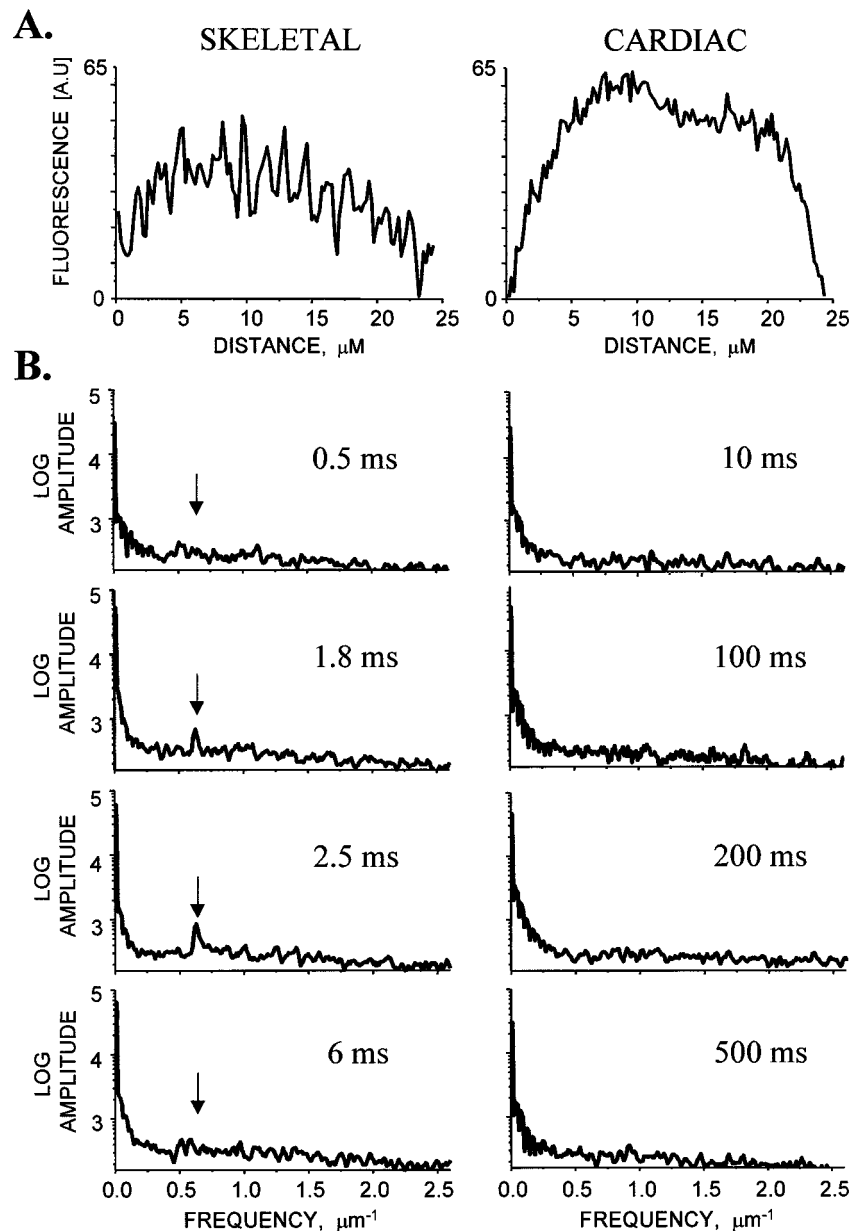 A.
SKELETAL
CARDIAC
FLUORESCENCE [A.U]
65
0
0 5 10 15 20 25
DISTANCE, μM
65
0
0 5 10 15 20 25
DISTANCE, μM
B.
LOG
AMPLITUDE
5
4
3
0.5 ms
10 ms
LOG
AMPLITUDE
5
4
3
1.8 ms
100 ms
LOG
AMPLITUDE
5
4
3
2.5 ms
200 ms
LOG
AMPLITUDE
5
4
3
6 ms
500 ms
0.0 0.5 1.0 1.5 2.0 2.5
FREQUENCY, μm⁻¹
0.0 0.5 1.0 1.5 2.0 2.5
FREQUENCY, μm⁻¹